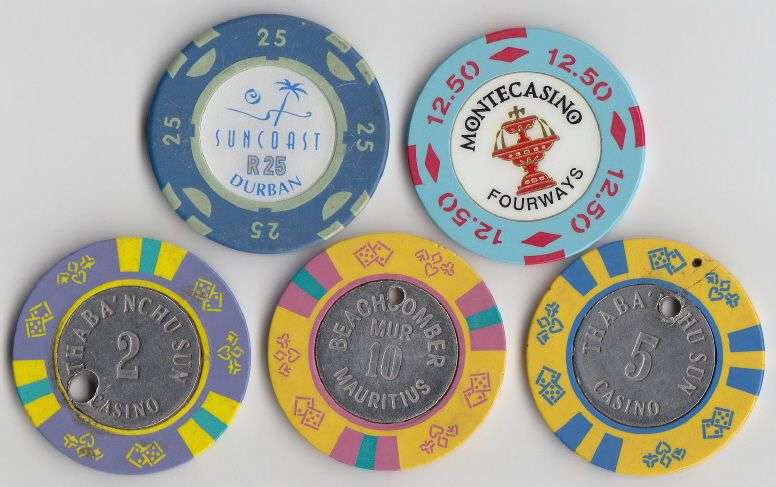 25
25
25
25
SUNCOAST
R25
DURBAN
12.50
12.50
12.50
12.50
MONTECASINO
FOURWAYS
THABA'NCHU SUN
2
CASINO
BEACHCOMBER
MUR
10
MAURITIUS
THABA'NCHU SUN
5
CASINO